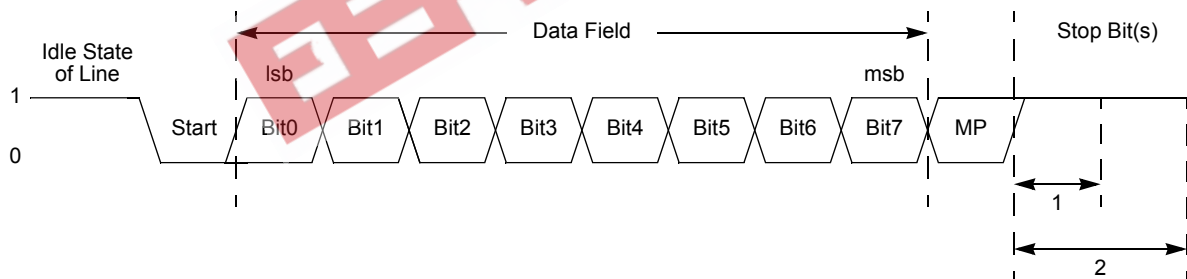 Data Field
Stop Bit(s)
Idle State
of Line
lsb
msb
1
Start
Bit0
Bit1
Bit2
Bit3
Bit4
Bit5
Bit6
Bit7
MP
0
1
2